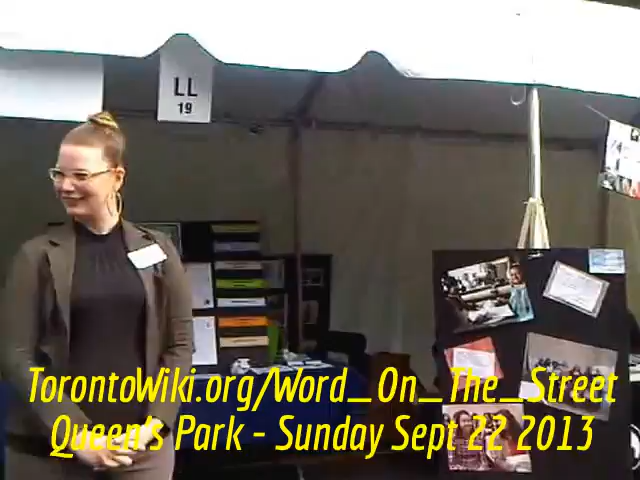 LL
19
TorontoWiki.org/Word_On_The_Street
Queen's Park - Sunday Sept 22 2013